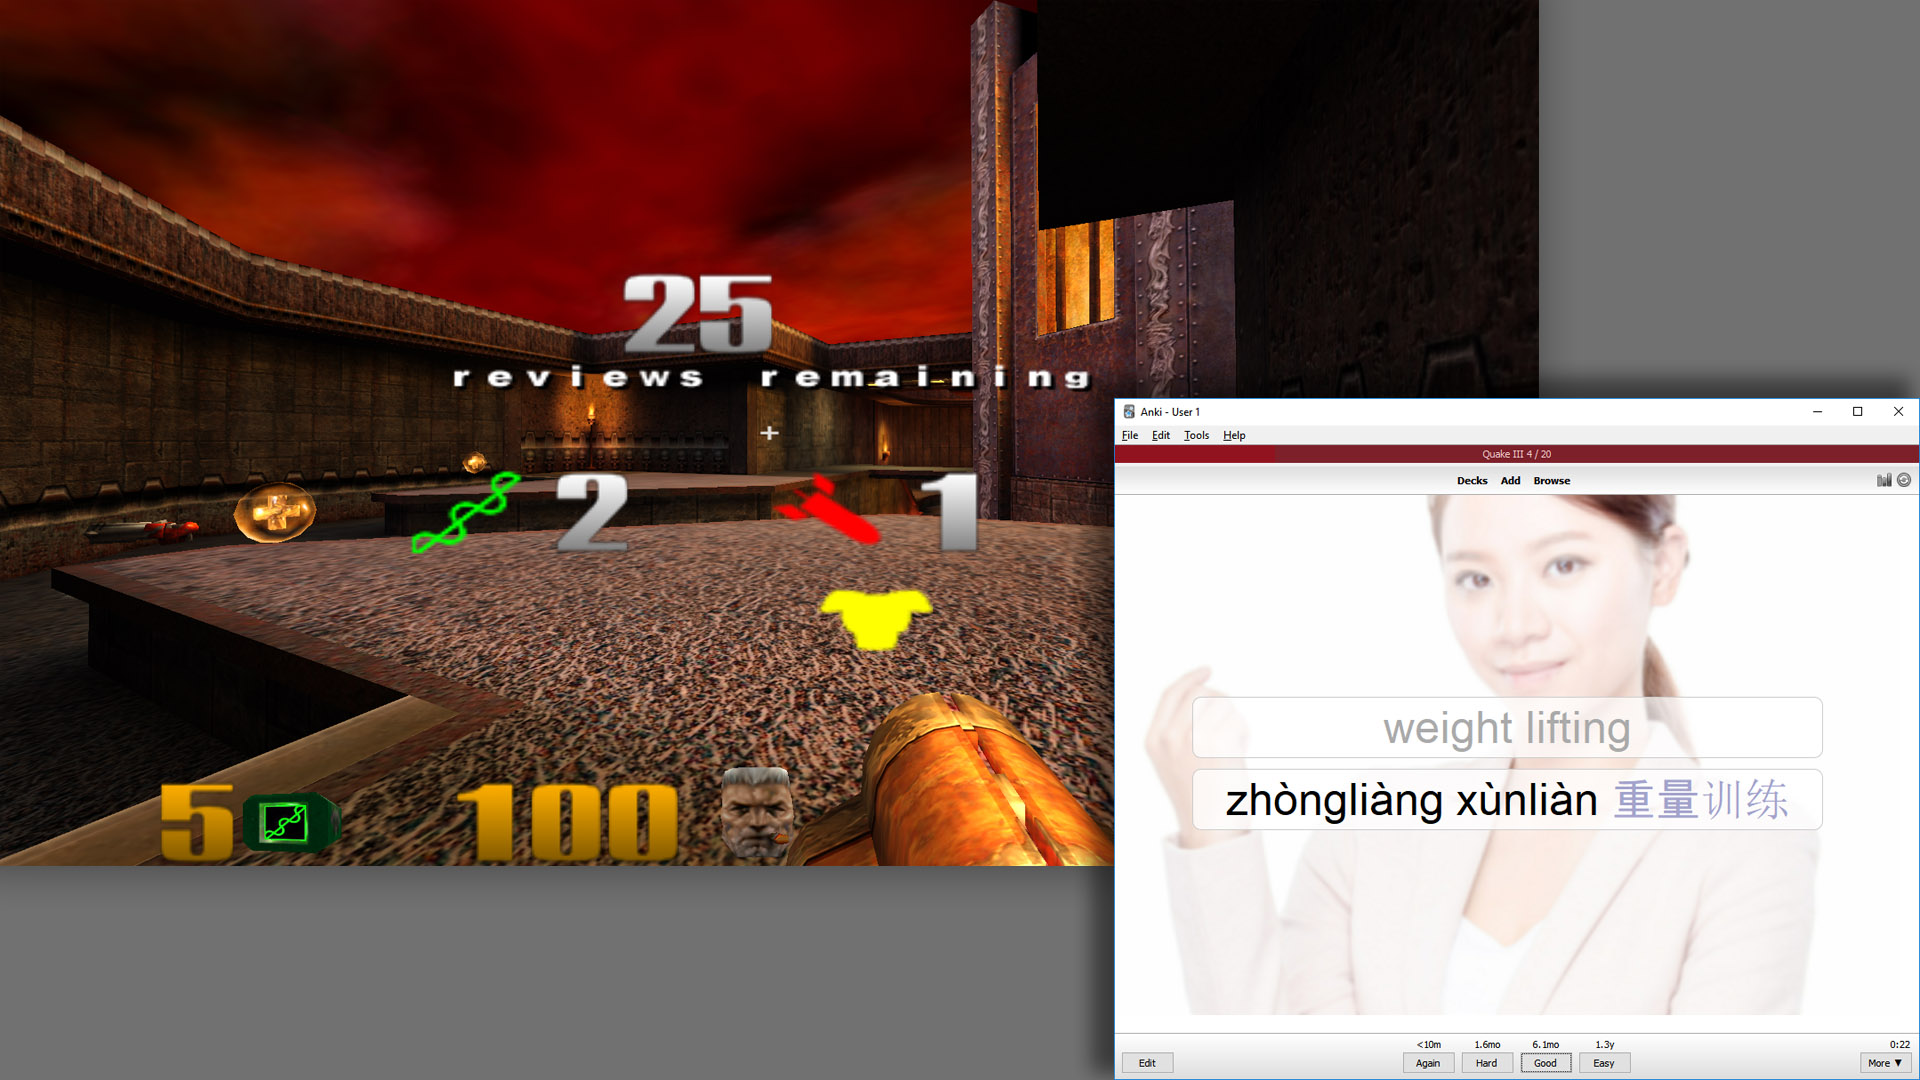 25
reviews remaining
2
1
5
100
Anki - User 1
File Edit Tools Help
Quake III 4 / 20
Decks Add Browse
weight lifting
zhòngliàng xùnliàn 重量训练
<10m 1.6mo 6.1mo 1.3y 0:22
Edit Again Hard Good Easy More ▼